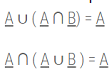 A ∪ ( A ∩ B) = A
A ∩ (A ∪ B ) = A